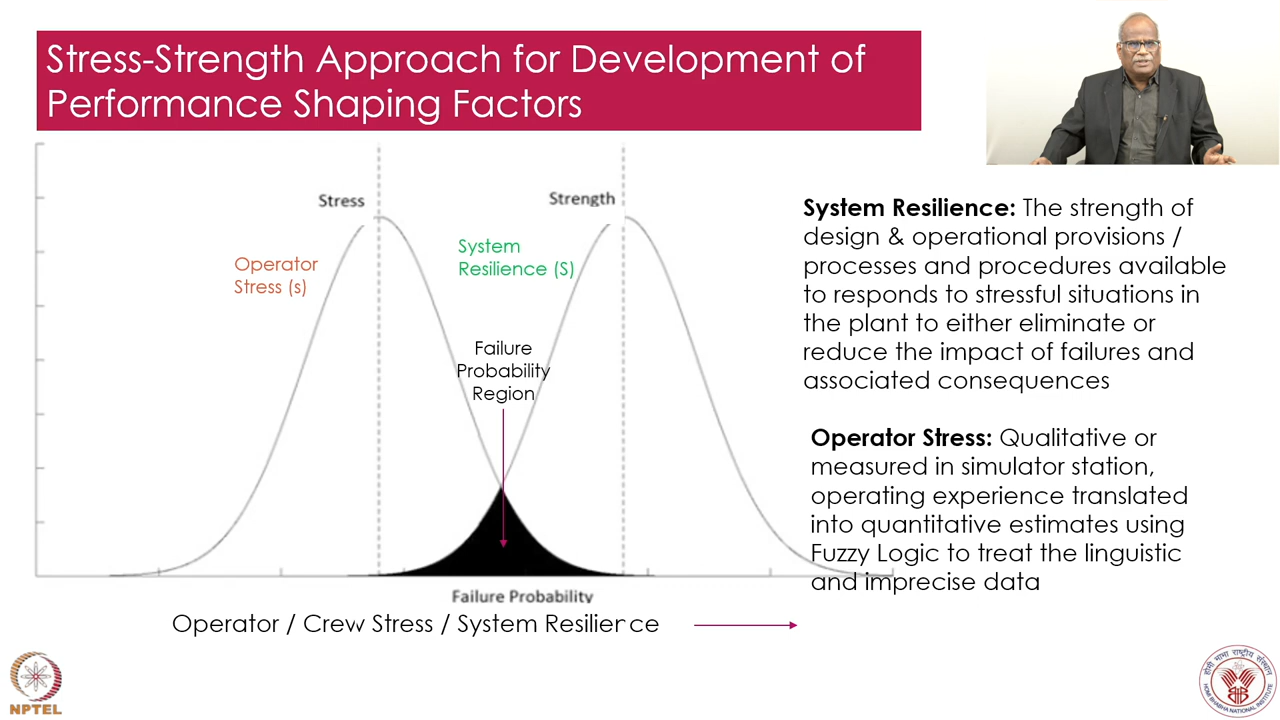 Stress-Strength Approach for Development of
Performance Shaping Factors
Stress
Strength
Operator
Stress (s)
System
Resilience (S)
Failure
Probability
Region
Failure Probability
Operator / Crew Stress / System Resilience
System Resilience: The strength of
design & operational provisions /
processes and procedures available
to responds to stressful situations in
the plant to either eliminate or
reduce the impact of failures and
associated consequences
Operator Stress: Qualitative or
measured in simulator station,
operating experience translated
into quantitative estimates using
Fuzzy Logic to treat the linguistic
and imprecise data
NPTEL
होमी भाभा राष्ट्रीय संस्थान
HOMI BHABHA NATIONAL INSTITUTE